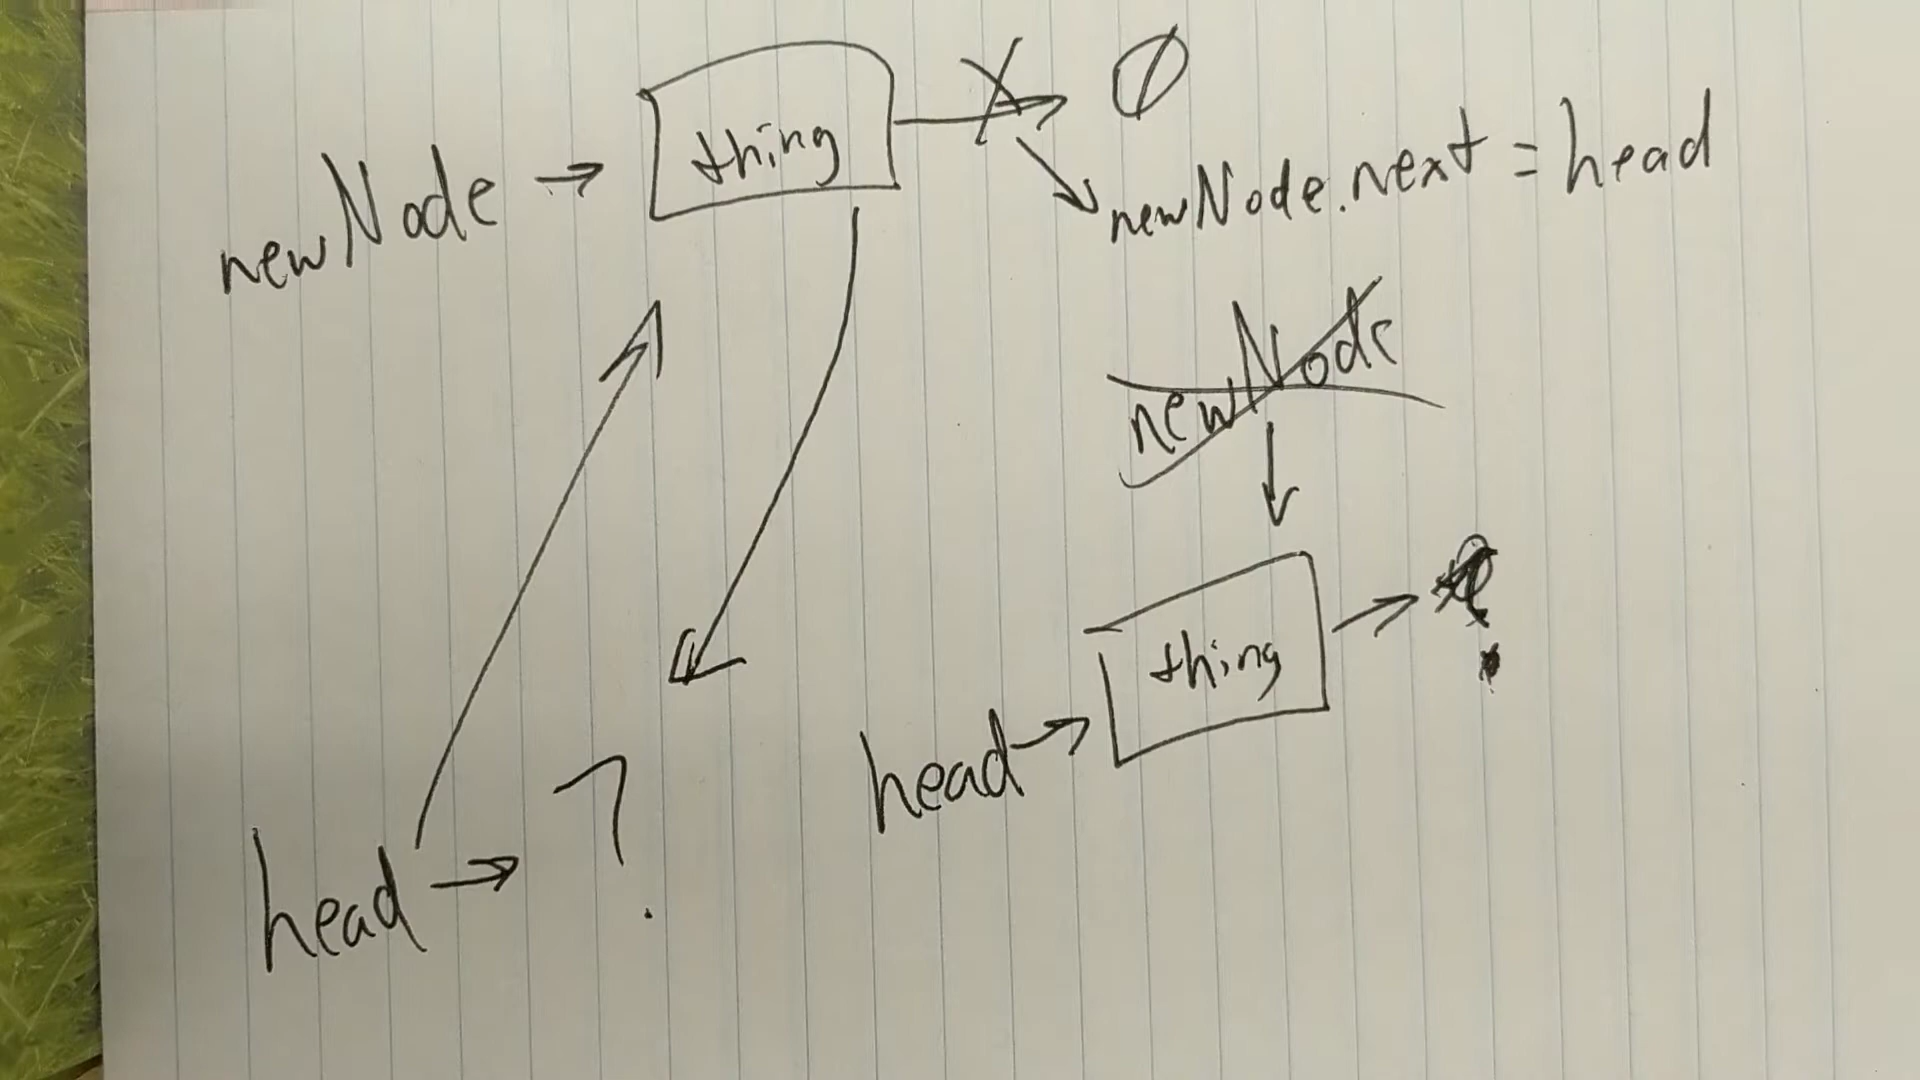 thing
Ø
newNode →
newNode.next = head
newNode
thing
head →
head → ?